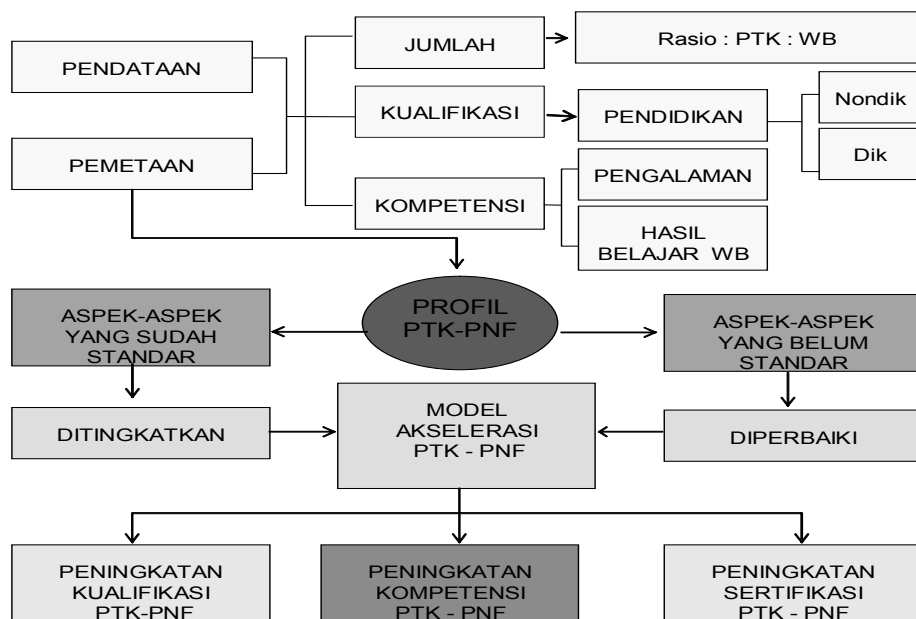 PENDATAAN
PEMETAAN
JUMLAH
Rasio : PTK : WB
KUALIFIKASI
PENDIDIKAN
Nondik
Dik
KOMPETENSI
PENGALAMAN
HASIL
BELAJAR WB
PROFIL
PTK-PNF
ASPEK-ASPEK
YANG SUDAH
STANDAR
ASPEK-ASPEK
YANG BELUM
STANDAR
DITINGKATKAN
MODEL
AKSELERASI
PTK - PNF
DIPERBAIKI
PENINGKATAN
KUALIFIKASI
PTK-PNF
PENINGKATAN
KOMPETENSI
PTK - PNF
PENINGKATAN
SERTIFIKASI
PTK - PNF